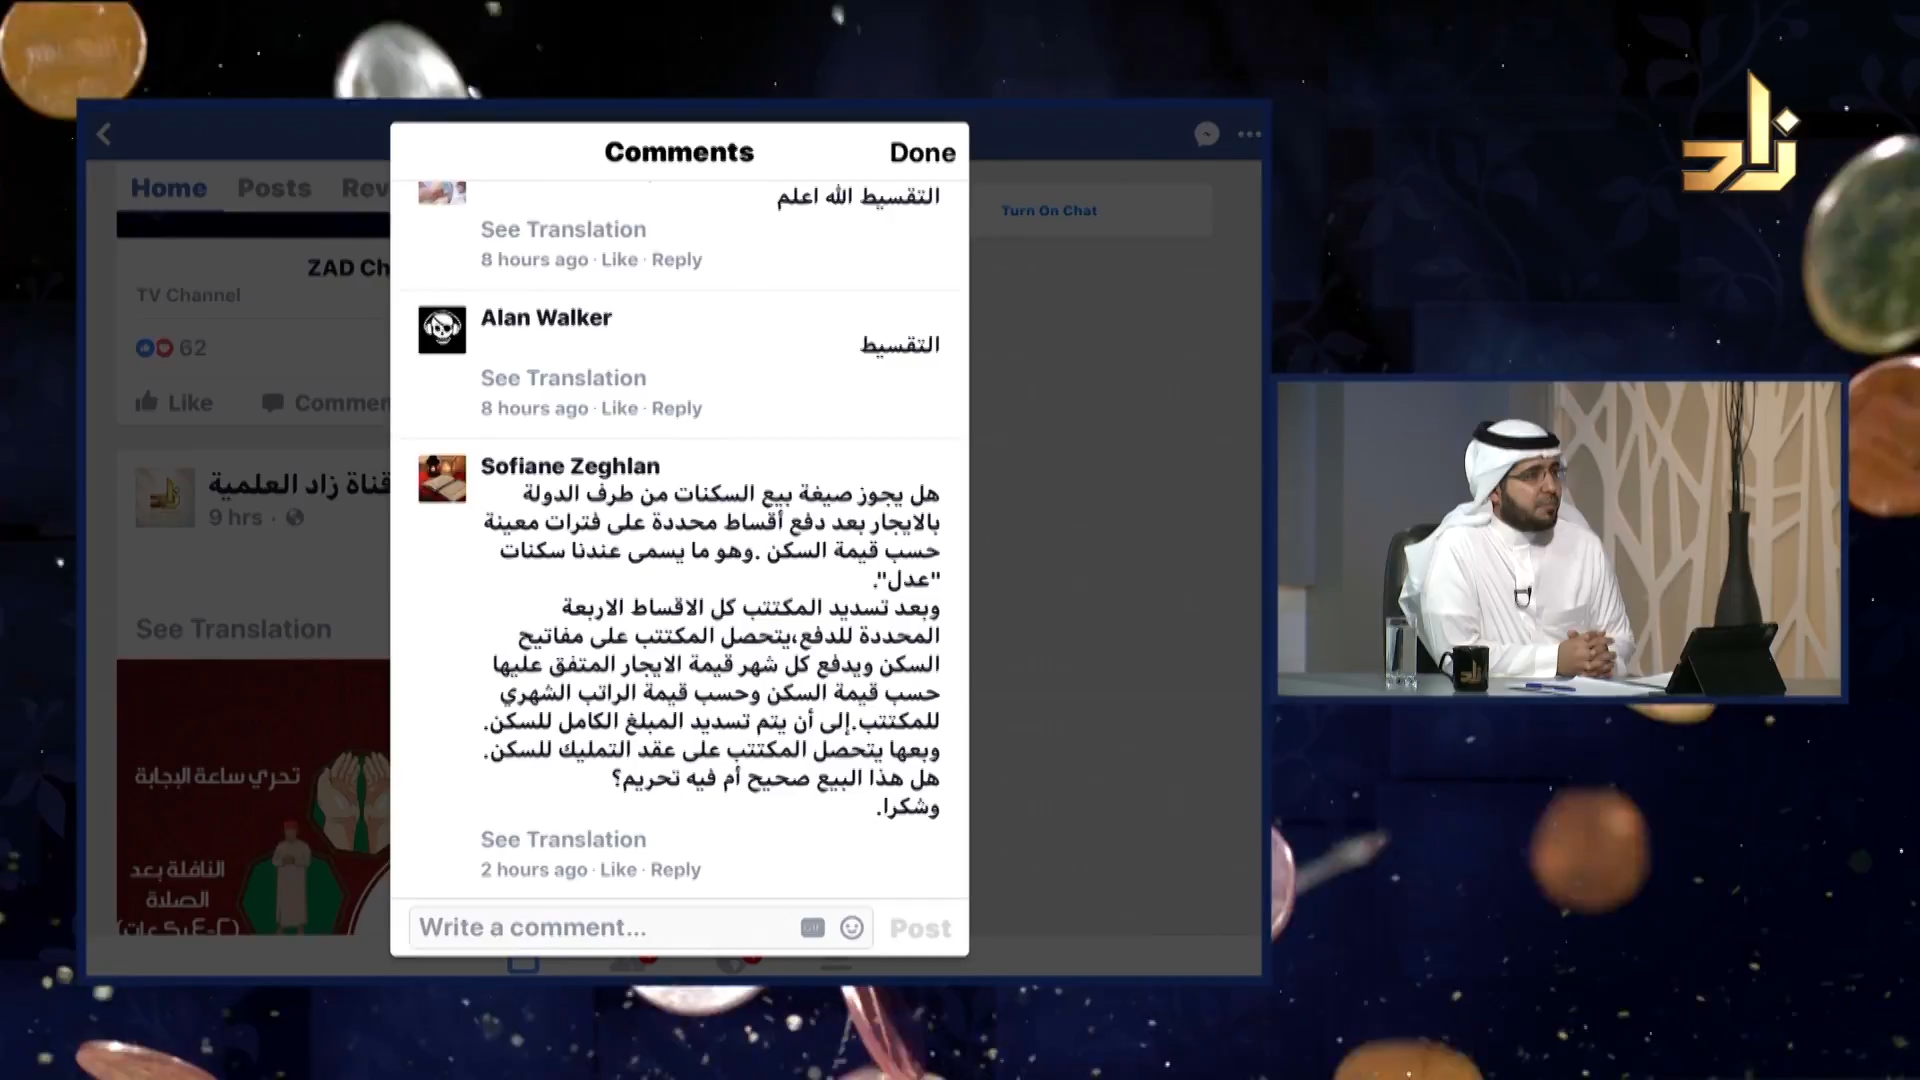 زاد
Comments
Done
Home
Posts
Rev
Turn On Chat
التقسيط الله اعلم
See Translation
8 hours ago · Like · Reply
ZAD Ch
TV Channel
62
Like
Commen
Alan Walker
التقسيط
See Translation
8 hours ago · Like · Reply
قناة زاد العلمية
9 hrs ·
See Translation
تحري ساعة الإجابة
النافلة بعد
الصلاة
(٢-٤ ركعات)
Sofiane Zeghlan
هل يجوز صيغة بيع السكنات من طرف الدولة
بالايجار بعد دفع أقساط محددة على فترات معينة
حسب قيمة السكن .وهو ما يسمى عندنا سكنات
"عدل".
وبعد تسديد المكتتب كل الاقساط الاربعة
المحددة للدفع،يتحصل المكتتب على مفاتيح
السكن ويدفع كل شهر قيمة الايجار المتفق عليها
حسب قيمة السكن وحسب قيمة الراتب الشهري
للمكتتب.إلى أن يتم تسديد المبلغ الكامل للسكن.
وبعها يتحصل المكتتب على عقد التمليك للسكن.
هل هذا البيع صحيح أم فيه تحريم؟
وشكرا.
See Translation
2 hours ago · Like · Reply
Write a comment...
GIF
Post